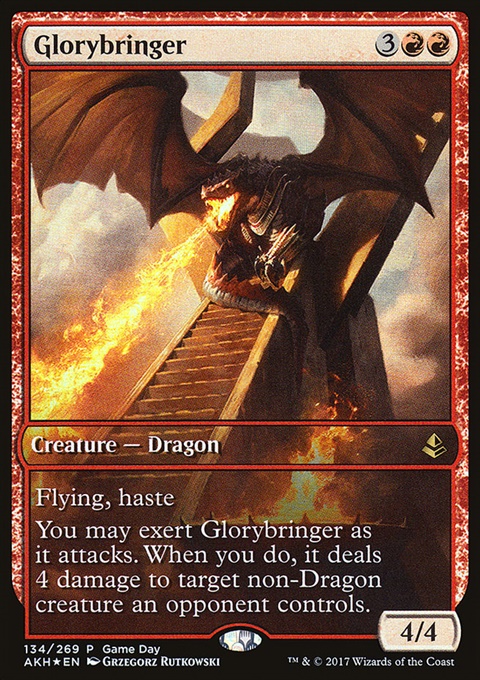 Glorybringer 3
Creature — Dragon
Flying, haste
You may exert Glorybringer as
it attacks. When you do, it deals
4 damage to target non-Dragon
creature an opponent controls.
4/4
134/269 P Game Day
AKH★EN Grzegorz Rutkowski
™ & © 2017 Wizards of the Coast